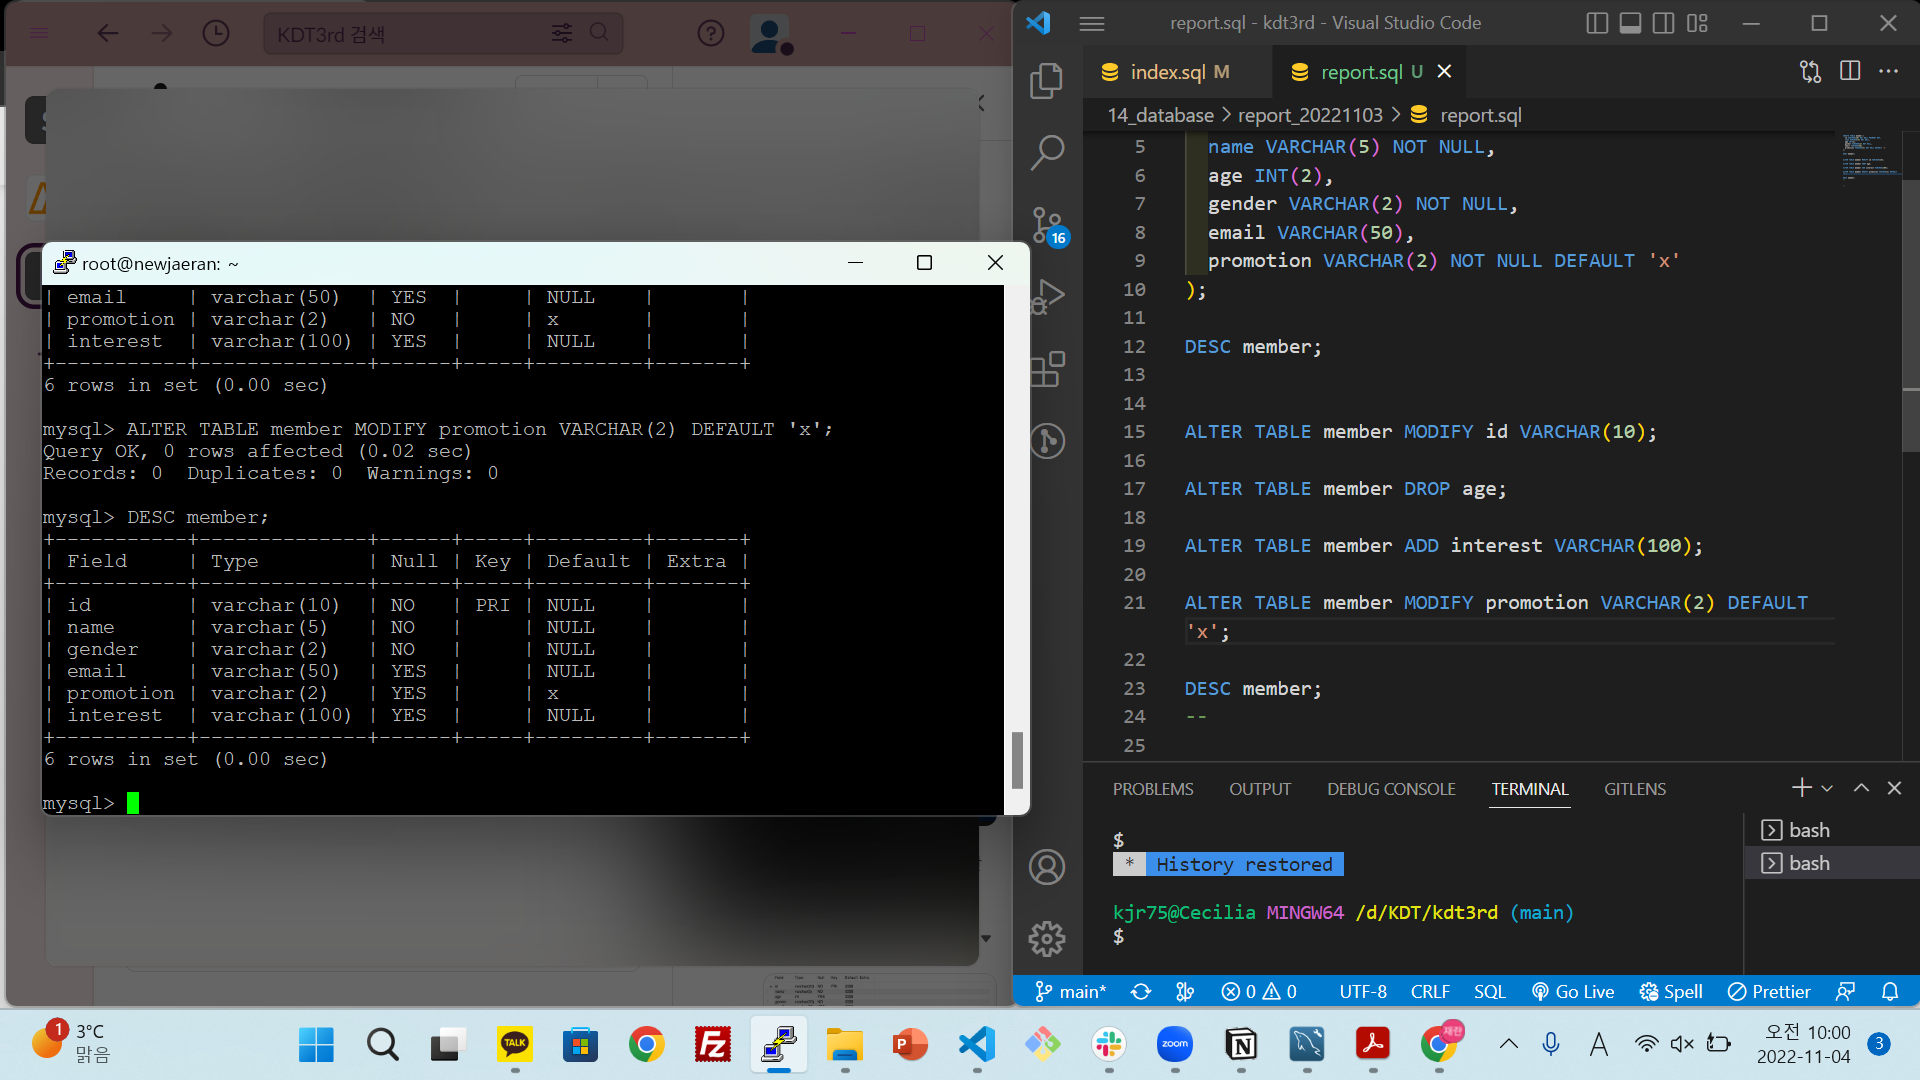 KDT3rd 검색
root@newjaeran: ~
| email     | varchar(50)  | YES  |     | NULL    |       |
| promotion | varchar(2)   | NO   |     | x       |       |
| interest  | varchar(100) | YES  |     | NULL    |       |
+-----------+--------------+------+-----+---------+-------+
6 rows in set (0.00 sec)
mysql> ALTER TABLE member MODIFY promotion VARCHAR(2) DEFAULT 'x';
Query OK, 0 rows affected (0.02 sec)
Records: 0  Duplicates: 0  Warnings: 0
mysql> DESC member;
+-----------+--------------+------+-----+---------+-------+
| Field     | Type         | Null | Key | Default | Extra |
+-----------+--------------+------+-----+---------+-------+
| id        | varchar(10)  | NO   | PRI | NULL    |       |
| name      | varchar(5)   | NO   |     | NULL    |       |
| gender    | varchar(2)   | NO   |     | NULL    |       |
| email     | varchar(50)  | YES  |     | NULL    |       |
| promotion | varchar(2)   | YES  |     | x       |       |
| interest  | varchar(100) | YES  |     | NULL    |       |
+-----------+--------------+------+-----+---------+-------+
6 rows in set (0.00 sec)
mysql>
report.sql - kdt3rd - Visual Studio Code
index.sql M
report.sql U
14_database > report_20221103 > report.sql
16
5 name VARCHAR(5) NOT NULL,
6 age INT(2),
7 gender VARCHAR(2) NOT NULL,
8 email VARCHAR(50),
9 promotion VARCHAR(2) NOT NULL DEFAULT 'x'
10 );
11
12 DESC member;
13
14
15 ALTER TABLE member MODIFY id VARCHAR(10);
16
17 ALTER TABLE member DROP age;
18
19 ALTER TABLE member ADD interest VARCHAR(100);
20
21 ALTER TABLE member MODIFY promotion VARCHAR(2) DEFAULT
'x';
22
23 DESC member;
24 --
25
PROBLEMS OUTPUT DEBUG CONSOLE TERMINAL GITLENS
$
* History restored
kjr75@Cecilia MINGW64 /d/KDT/kdt3rd (main)
$
bash
bash
main* 0 0 UTF-8 CRLF SQL Go Live Spell Prettier
1
3°C
맑음
TALK
Fz
P
zoom
N
재란
A
오전 10:00
2022-11-04
3